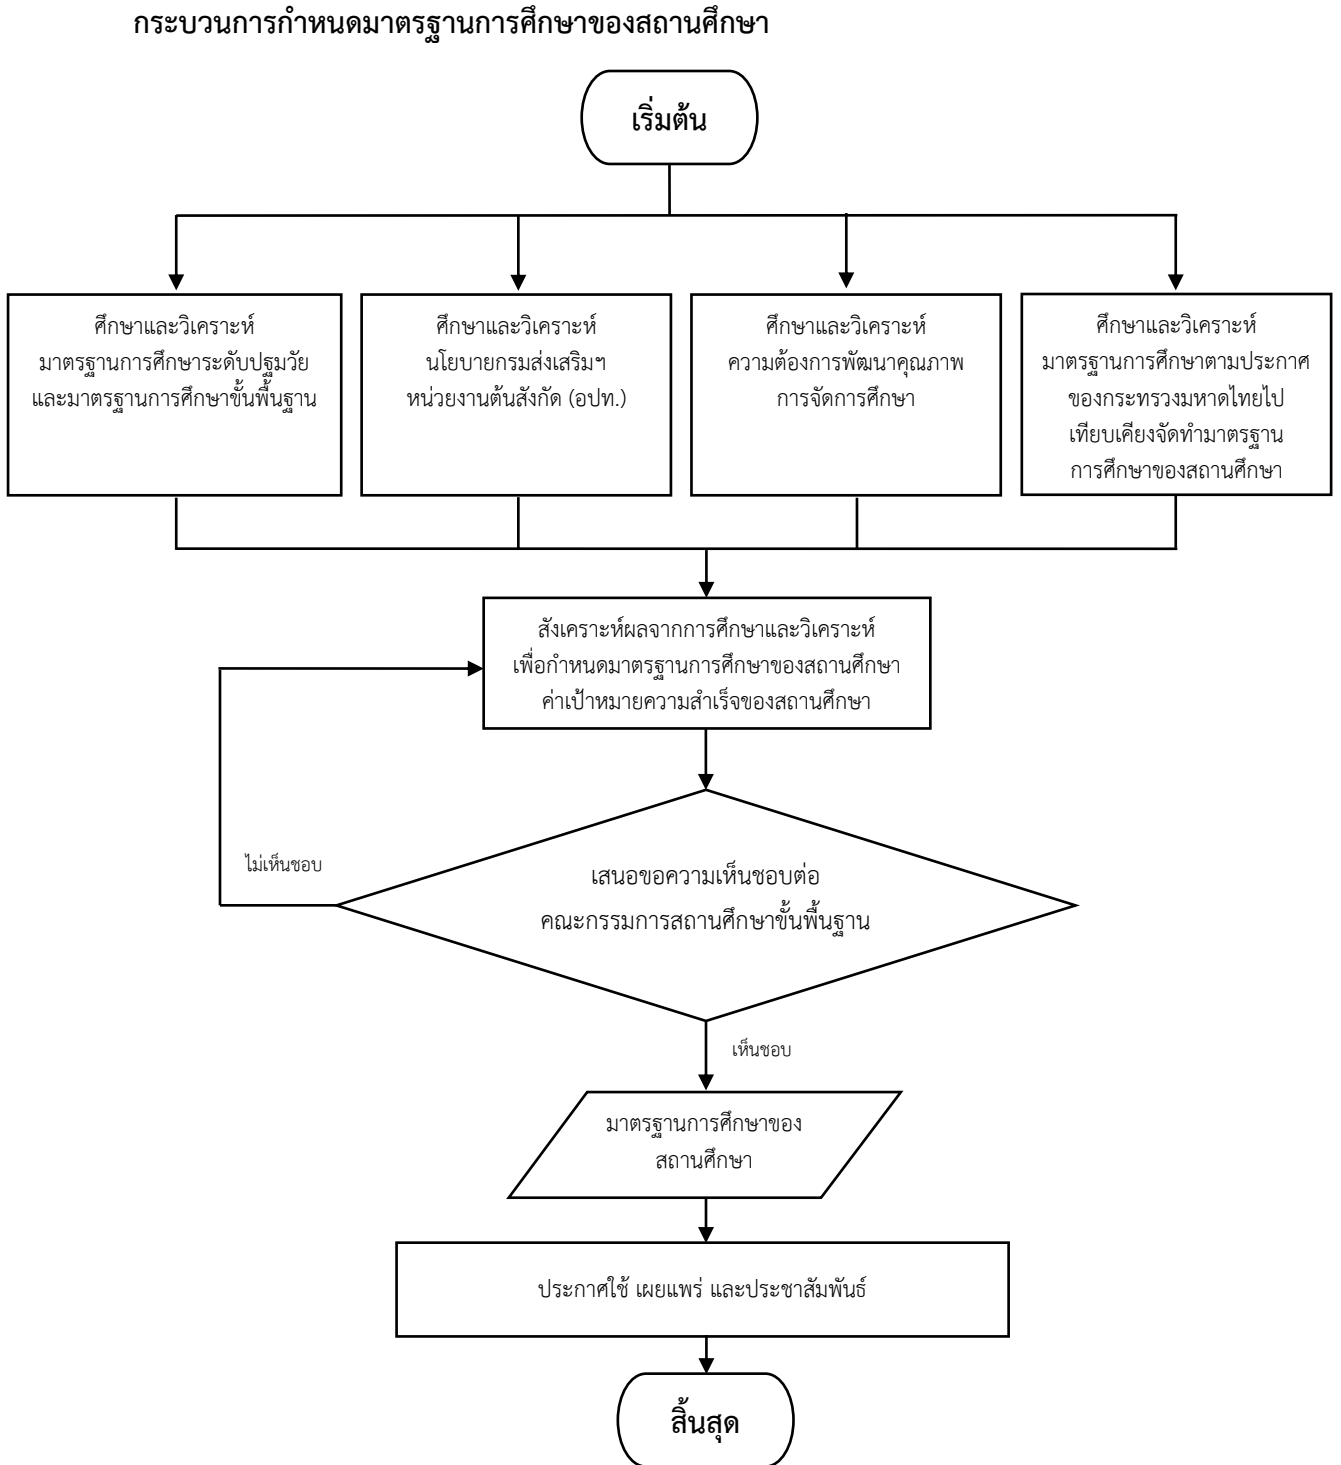 กระบวนการกำหนดมาตรฐานการศึกษาของสถานศึกษา
เริ่มต้น
ศึกษาและวิเคราะห์
มาตรฐานการศึกษาระดับปฐมวัย
และมาตรฐานการศึกษาขั้นพื้นฐาน
ศึกษาและวิเคราะห์
นโยบายกรมส่งเสริมฯ
หน่วยงานต้นสังกัด (อปท.)
ศึกษาและวิเคราะห์
ความต้องการพัฒนาคุณภาพ
การจัดการศึกษา
ศึกษาและวิเคราะห์
มาตรฐานการศึกษาตามประกาศ
ของกระทรวงมหาดไทยไป
เทียบเคียงจัดทำมาตรฐาน
การศึกษาของสถานศึกษา
สังเคราะห์ผลจากการศึกษาและวิเคราะห์
เพื่อกำหนดมาตรฐานการศึกษาของสถานศึกษา
ค่าเป้าหมายความสำเร็จของสถานศึกษา
ไม่เห็นชอบ
เสนอขอความเห็นชอบต่อ
คณะกรรมการสถานศึกษาขั้นพื้นฐาน
เห็นชอบ
มาตรฐานการศึกษาของ
สถานศึกษา
ประกาศใช้ เผยแพร่ และประชาสัมพันธ์
สิ้นสุด